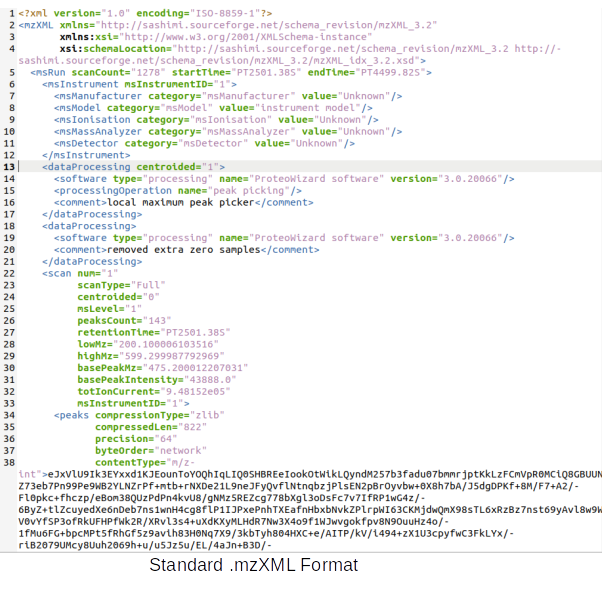 1 <?xml version="1.0" encoding="ISO-8859-1"?>
2 <mzXML xmlns="http://sashimi.sourceforge.net/schema_revision/mzXML_3.2"
3 xmlns:xsi="http://www.w3.org/2001/XMLSchema-instance"
4 xsi:schemaLocation="http://sashimi.sourceforge.net/schema_revision/mzXML_3.2 http://-
sashimi.sourceforge.net/schema_revision/mzXML_3.2/mzXML_idx_3.2.xsd">
5 <msRun scanCount="1278" startTime="PT2501.38S" endTime="PT4499.82S">
6 <msInstrument msInstrumentID="1">
7 <msManufacturer category="msManufacturer" value="Unknown"/>
8 <msModel category="msModel" value="instrument model"/>
9 <msIonisation category="msIonisation" value="Unknown"/>
10 <msMassAnalyzer category="msMassAnalyzer" value="Unknown"/>
11 <msDetector category="msDetector" value="Unknown"/>
12 </msInstrument>
13 <dataProcessing centroided="1">
14 <software type="processing" name="ProteoWizard software" version="3.0.20066"/>
15 <processingOperation name="peak picking"/>
16 <comment>local maximum peak picker</comment>
17 </dataProcessing>
18 <dataProcessing>
19 <software type="processing" name="ProteoWizard software" version="3.0.20066"/>
20 <comment>removed extra zero samples</comment>
21 </dataProcessing>
22 <scan num="1"
23 scanType="Full"
24 centroided="0"
25 msLevel="1"
26 peaksCount="143"
27 retentionTime="PT2501.38S"
28 lowMz="200.100006103516"
29 highMz="599.299987792969"
30 basePeakMz="475.200012207031"
31 basePeakIntensity="43888.0"
32 totIonCurrent="9.48152e05"
33 msInstrumentID="1">
34 <peaks compressionType="zlib"
35 compressedLen="822"
36 precision="64"
37 byteOrder="network"
38 contentType="m/z-
int">eJxVlU9Ik3EYxxd1KJEounToYOQhIqLIQ0SHBREeIookOtWikLQyndM257b3fadu07bmmrjptKkLzFCmVpR0MCiQ8GBUUN
Z73eb7Pn99Pe9WB2YLNZrPf+mtb+rNXDe21L9neJFyQvflNtnqbzjPlsEN2pBrOyvbw+0X8h7bA/J5dgDPKf+8M/F7+A2/-
Fl0pkc+fhczp/eBom38QUzPdPn4kvU8/gNMz5REZcg778bXgl3oDsFc7v7IfRP1wG4z/-
6ByZ+tlZcuyedXe6nDeb7ns1wnH4cg8flP1IJPxePnhTXEafnHbxbNvkZPlrpWI63CKMjdwQmX98sTL6xRzBz7nst69yAvl8w9W
V0vYfSP3ofRkUFHPfWk2R/XRvl3s4+uXdKXyMLHdR7Nw3X4o9f1WJwvgokfpv8N9OuuHz4o/-
1fMu6FG+bpcMPt5fRhGfSz9avih83H0Nq7X9/3kbTyh804HXC+e/AITP/kV/i494+zX1U3cpyfwC3FkLYx/-
riB2079UMcy8Uuh2069h+u/u5Jz5u/EL/4aJn+B3D/-
Standard .mzXML Format